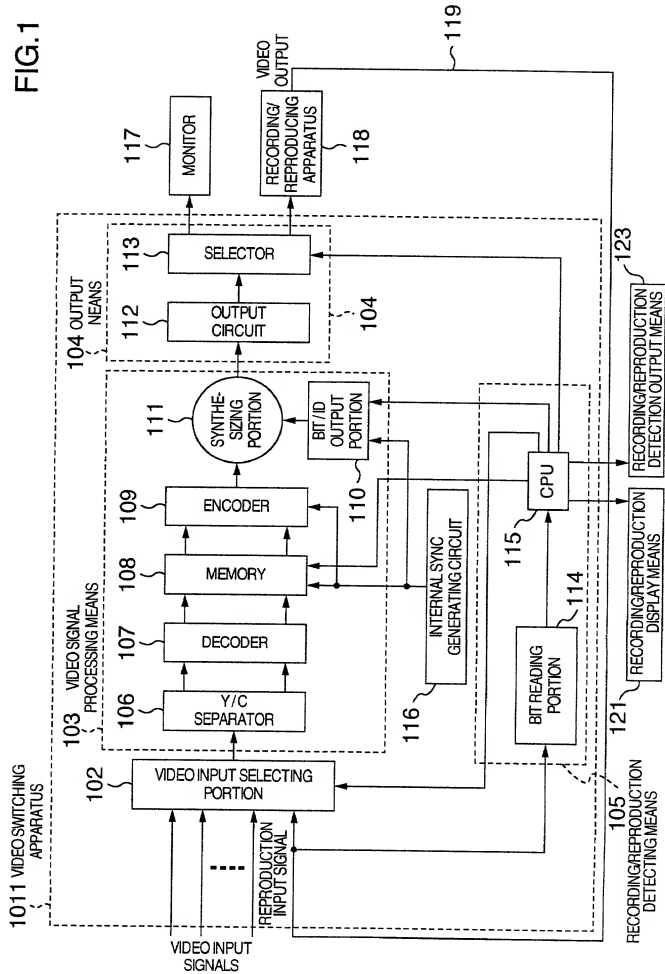 FIG.1
1011 VIDEO SWITCHING
APPARATUS
103 VIDEO SIGNAL
PROCESSING MEANS
104 OUTPUT
NEANS
VIDEO INPUT
SIGNALS
REPRODUCTION
INPUT SIGNAL
102
VIDEO INPUT SELECTING
PORTION
106
Y/C
SEPARATOR
107
DECODER
108
MEMORY
109
ENCODER
111
SYNTHE-
SIZING
PORTION
110
BIT/ID
OUTPUT
PORTION
112
OUTPUT
CIRCUIT
113
SELECTOR
104
117
MONITOR
118
RECORDING/
REPRODUCING
APPARATUS
VIDEO
OUTPUT
119
116
INTERNAL SYNC
GENERATING CIRCUIT
105
RECORDING/REPRODUCTION
DETECTING MEANS
114
BIT READING
PORTION
115
CPU
121
RECORDING/REPRODUCTION
DISPLAY MEANS
123
RECORDING/REPRODUCTION
DETECTION OUTPUT MEANS